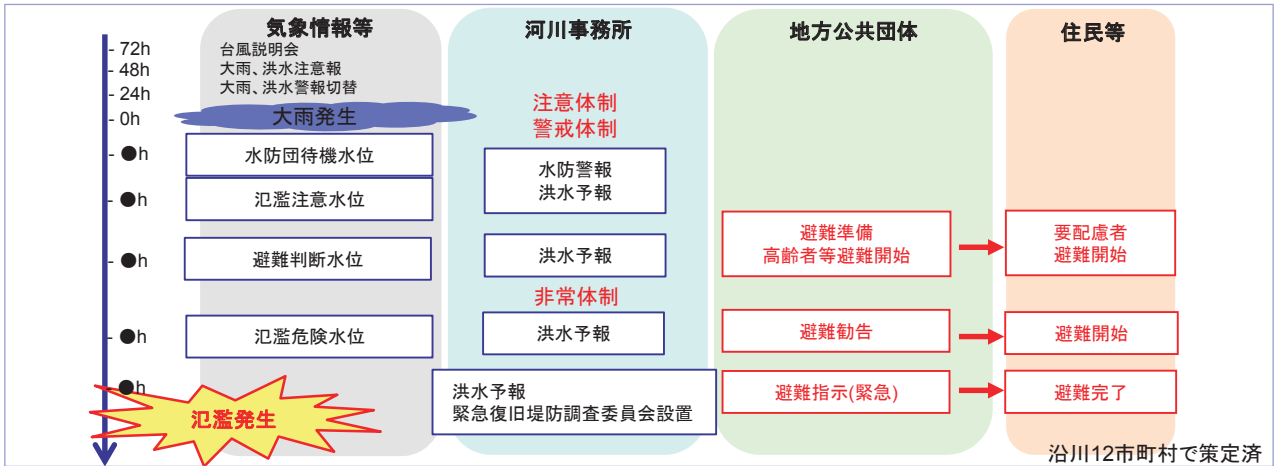 気象情報等
河川事務所
地方公共団体
住民等
- 72h
台風説明会
- 48h
大雨、洪水注意報
- 24h
大雨、洪水警報切替
- 0h
大雨発生
注意体制
警戒体制
- ●h
水防団待機水位
水防警報
洪水予報
- ●h
氾濫注意水位
- ●h
避難判断水位
洪水予報
避難準備
高齢者等避難開始
要配慮者
避難開始
非常体制
- ●h
氾濫危険水位
洪水予報
避難勧告
避難開始
- ●h
氾濫発生
洪水予報
緊急復旧堤防調査委員会設置
避難指示(緊急)
避難完了
沿川12市町村で策定済